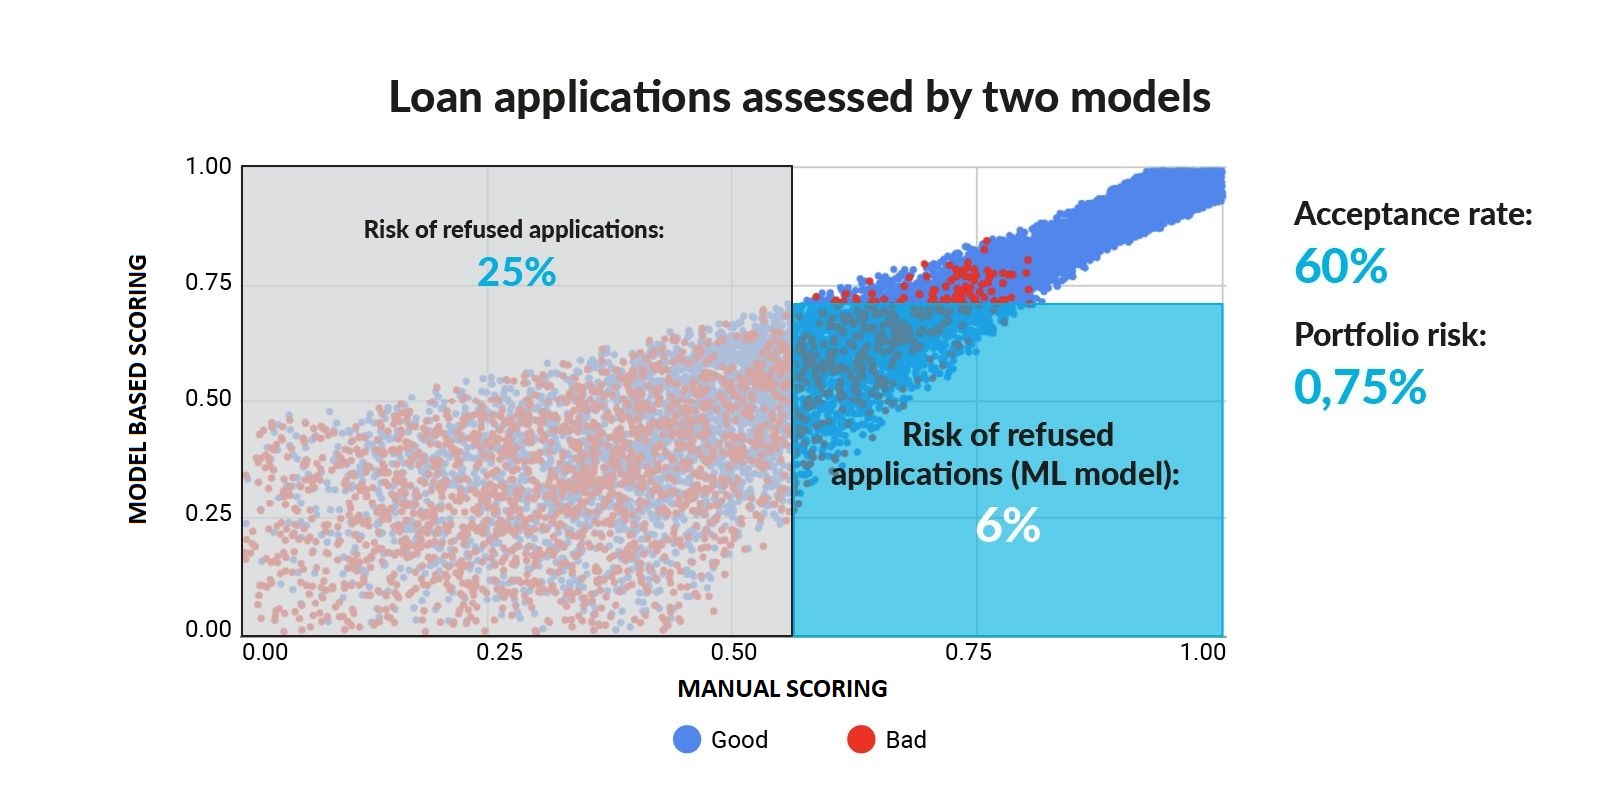 Loan applications assessed by two models
1.00
0.75
0.50
0.25
0.00
MODEL BASED SCORING
Risk of refused applications:
25%
Risk of refused
applications (ML model):
6%
Acceptance rate:
60%
Portfolio risk:
0,75%
0.00
0.25
0.50
0.75
1.00
MANUAL SCORING
Good
Bad